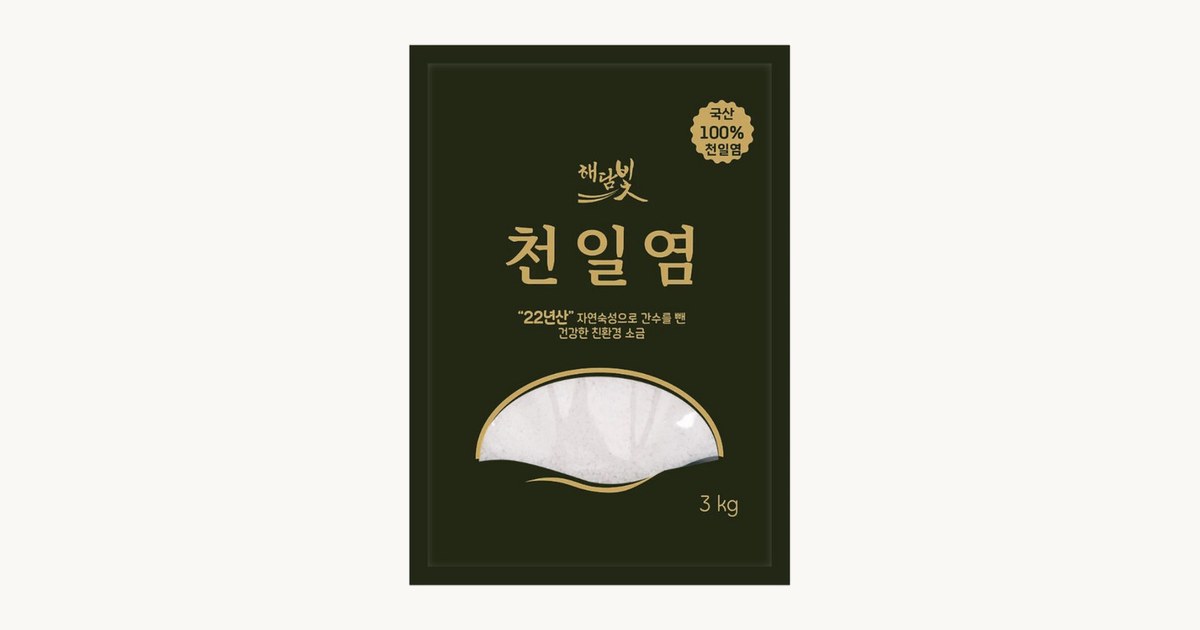 국산
100%
천일염
채담빛
천일염
“22년산” 자연숙성으로 간수를 뺀
건강한 친환경 소금
3 kg